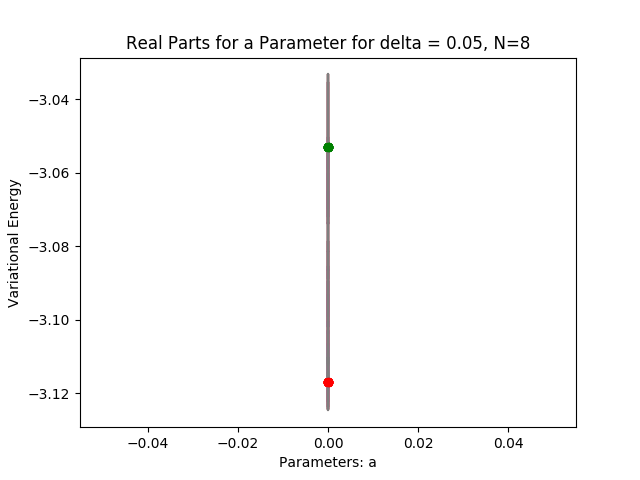 Real Parts for a Parameter for delta = 0.05, N=8
Variational Energy
−3.04
−3.06
−3.08
−3.10
−3.12
−0.04 −0.02 0.00 0.02 0.04
Parameters: a